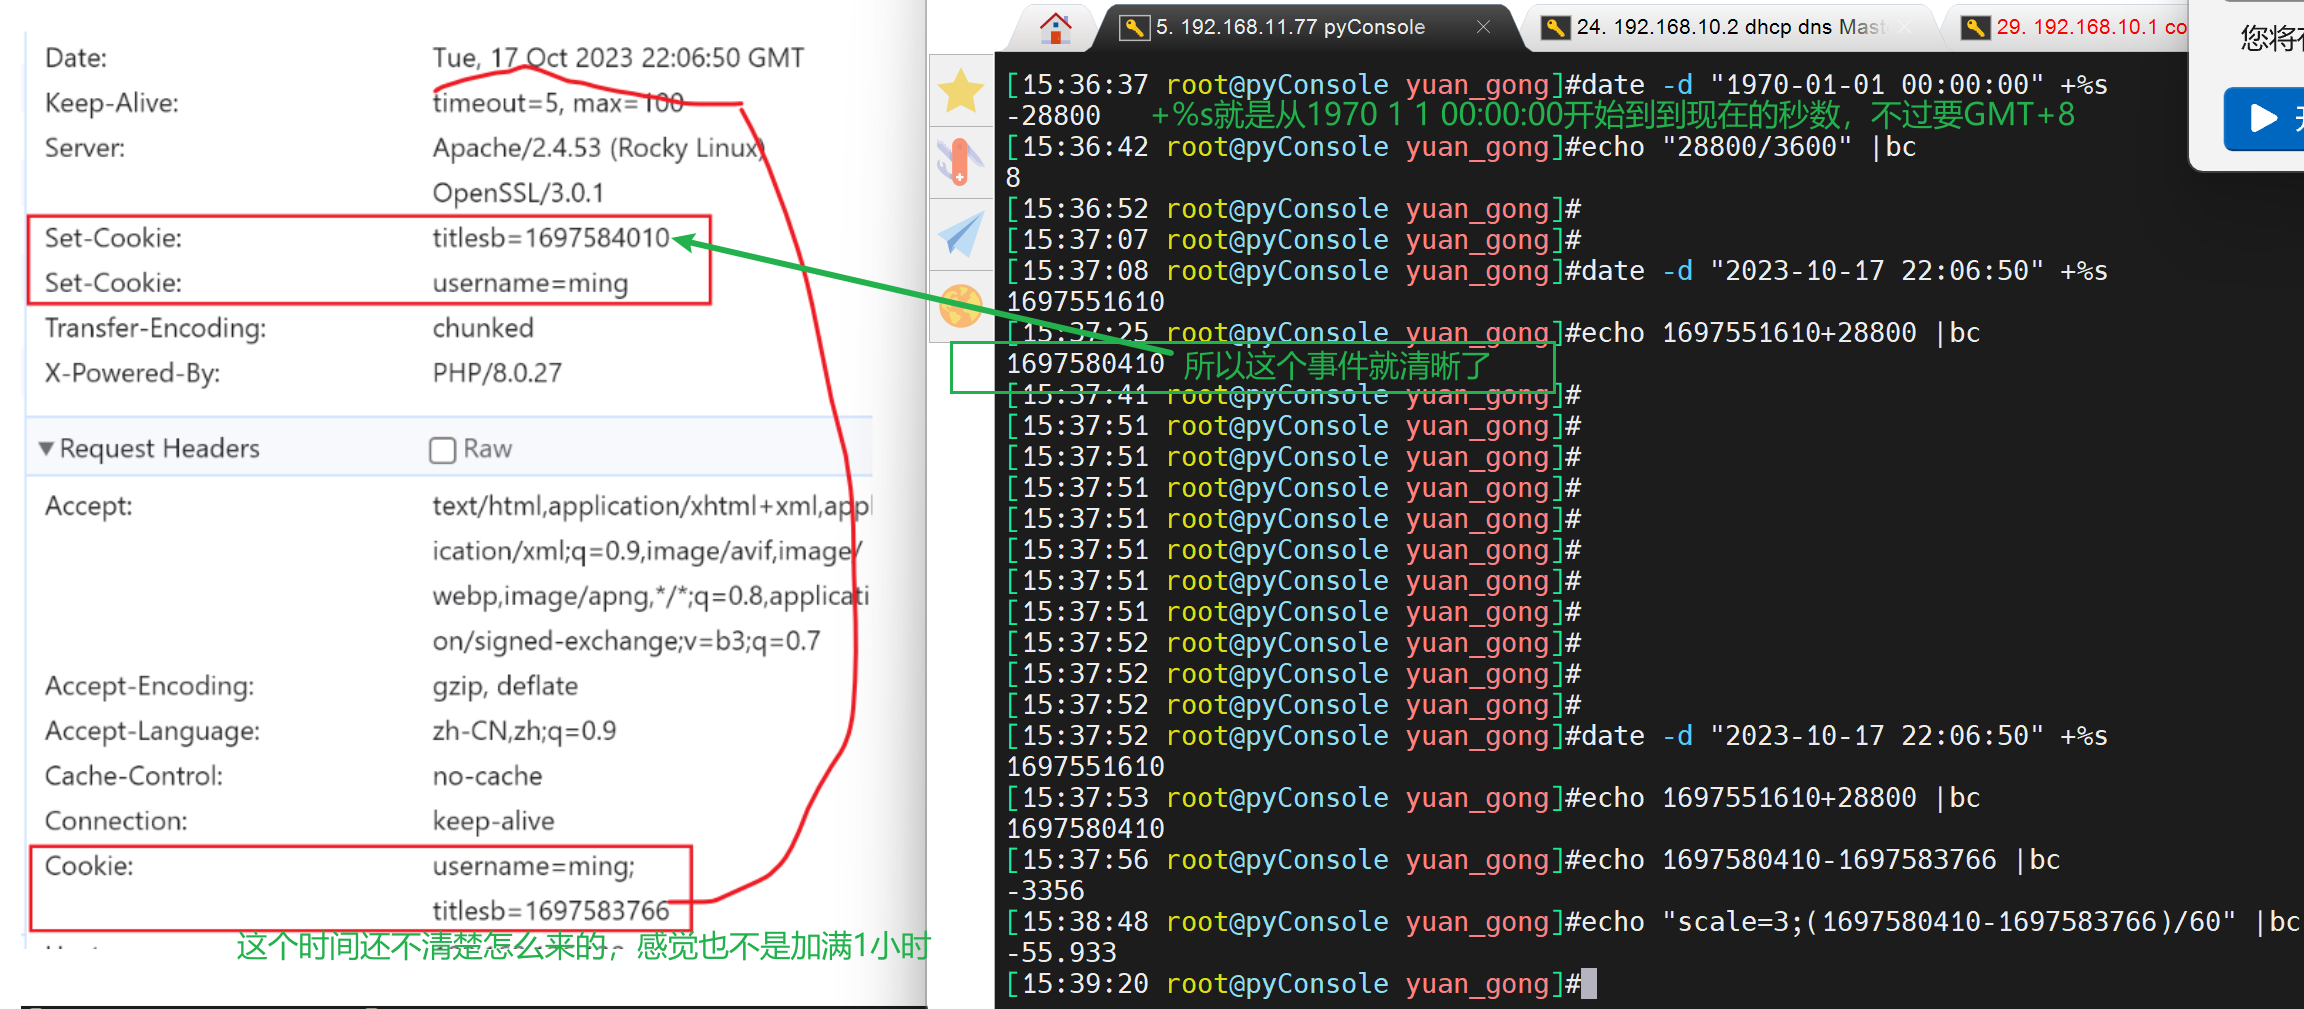 Date: Tue, 17 Oct 2023 22:06:50 GMT
Keep-Alive: timeout=5, max=100
Server: Apache/2.4.53 (Rocky Linux)
OpenSSL/3.0.1
Set-Cookie: titlesb=1697584010
Set-Cookie: username=ming
Transfer-Encoding: chunked
X-Powered-By: PHP/8.0.27
Request Headers Raw
Accept: text/html,application/xhtml+xml,appl
ication/xml;q=0.9,image/avif,image/
webp,image/apng,*/*;q=0.8,applicati
on/signed-exchange;v=b3;q=0.7
Accept-Encoding: gzip, deflate
Accept-Language: zh-CN,zh;q=0.9
Cache-Control: no-cache
Connection: keep-alive
Cookie: username=ming;
titlesb=1697583766
这个时间还不清楚怎么来的，感觉也不是加满1小时
5. 192.168.11.77 pyConsole
24. 192.168.10.2 dhcp dns Mast
29. 192.168.10.1 co
您将在
[15:36:37 root@pyConsole yuan_gong]#date -d "1970-01-01 00:00:00" +%s
-28800 +%s就是从1970 1 1 00:00:00开始到到现在的秒数，不过要GMT+8
[15:36:42 root@pyConsole yuan_gong]#echo "28800/3600" |bc
8
[15:36:52 root@pyConsole yuan_gong]#
[15:37:07 root@pyConsole yuan_gong]#
[15:37:08 root@pyConsole yuan_gong]#date -d "2023-10-17 22:06:50" +%s
1697551610
[15:37:25 root@pyConsole yuan_gong]#echo 1697551610+28800 |bc
1697580410 所以这个事件就清晰了
[15:37:41 root@pyConsole yuan_gong]#
[15:37:51 root@pyConsole yuan_gong]#
[15:37:51 root@pyConsole yuan_gong]#
[15:37:51 root@pyConsole yuan_gong]#
[15:37:51 root@pyConsole yuan_gong]#
[15:37:51 root@pyConsole yuan_gong]#
[15:37:51 root@pyConsole yuan_gong]#
[15:37:51 root@pyConsole yuan_gong]#
[15:37:52 root@pyConsole yuan_gong]#
[15:37:52 root@pyConsole yuan_gong]#
[15:37:52 root@pyConsole yuan_gong]#
[15:37:52 root@pyConsole yuan_gong]#date -d "2023-10-17 22:06:50" +%s
1697551610
[15:37:53 root@pyConsole yuan_gong]#echo 1697551610+28800 |bc
1697580410
[15:37:56 root@pyConsole yuan_gong]#echo 1697580410-1697583766 |bc
-3356
[15:38:48 root@pyConsole yuan_gong]#echo "scale=3;(1697580410-1697583766)/60" |bc
-55.933
[15:39:20 root@pyConsole yuan_gong]#